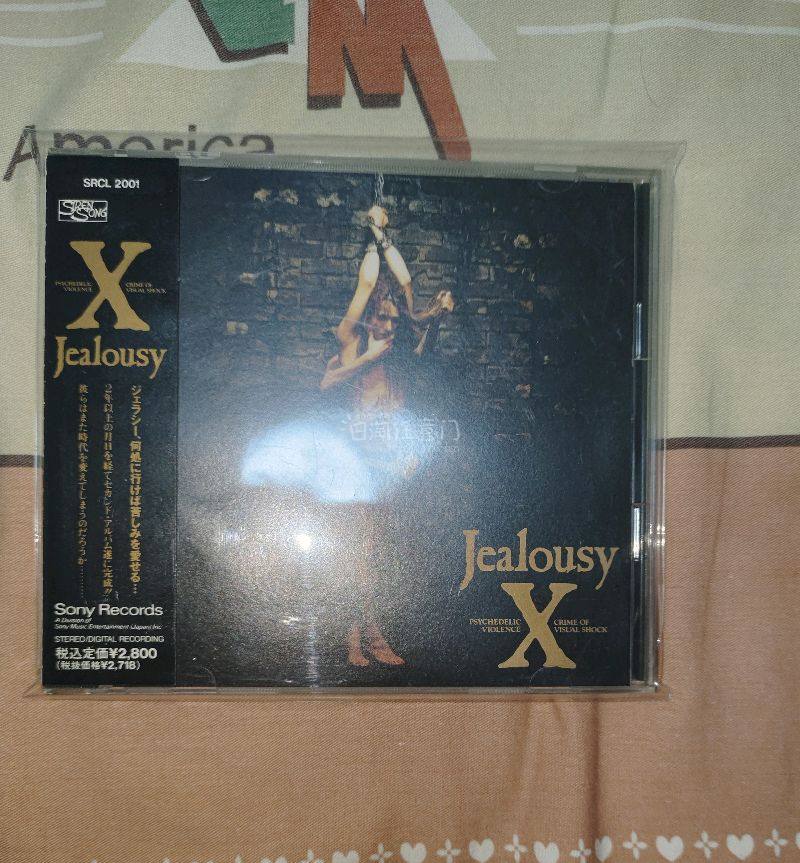 America
SRCL 2001
SIREN
SONG
X
PSYCHEDELIC
VIOLENCE
CRIME OF
VISUAL SHOCK
Jealousy
ジェラシー、何処に行けば苦しみを愛せる…
2年以上の月日を経てセカンド・アルバム遂に完成!!
彼らはまた時代を変えてしまうのだろうか………
Sony Records
A Division of
Sony Music Entertainment (Japan) Inc
STEREO/DIGITAL RECORDING
税込定価¥2,800
(税抜価格¥2,718)
Jealousy
PSYCHEDELIC
VIOLENCE
X
CRIME OF
VISUAL SHOCK